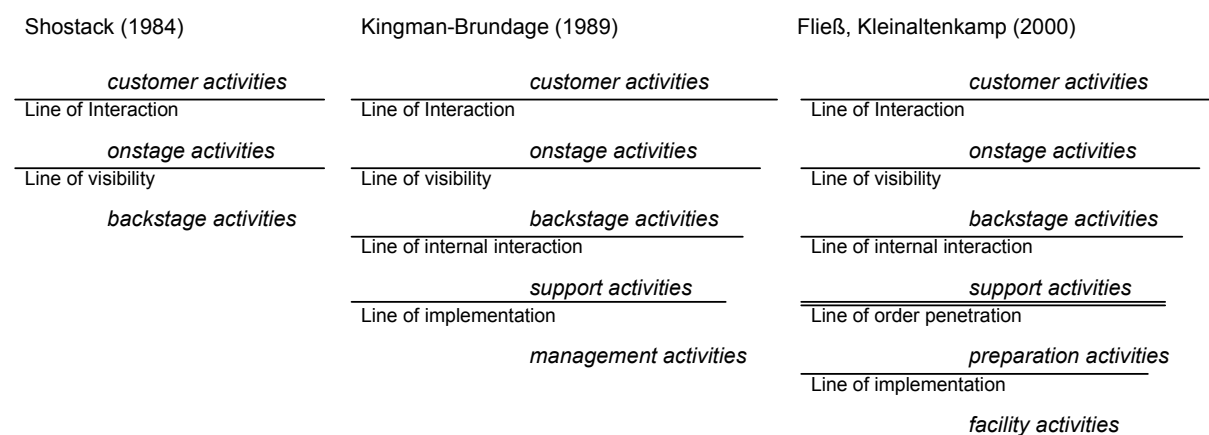 Shostack (1984)
customer activities
Line of Interaction
onstage activities
Line of visibility
backstage activities
Kingman-Brundage (1989)
customer activities
Line of Interaction
onstage activities
Line of visibility
backstage activities
Line of internal interaction
support activities
Line of implementation
management activities
Fließ, Kleinaltenkamp (2000)
customer activities
Line of Interaction
onstage activities
Line of visibility
backstage activities
Line of internal interaction
support activities
Line of order penetration
preparation activities
Line of implementation
facility activities